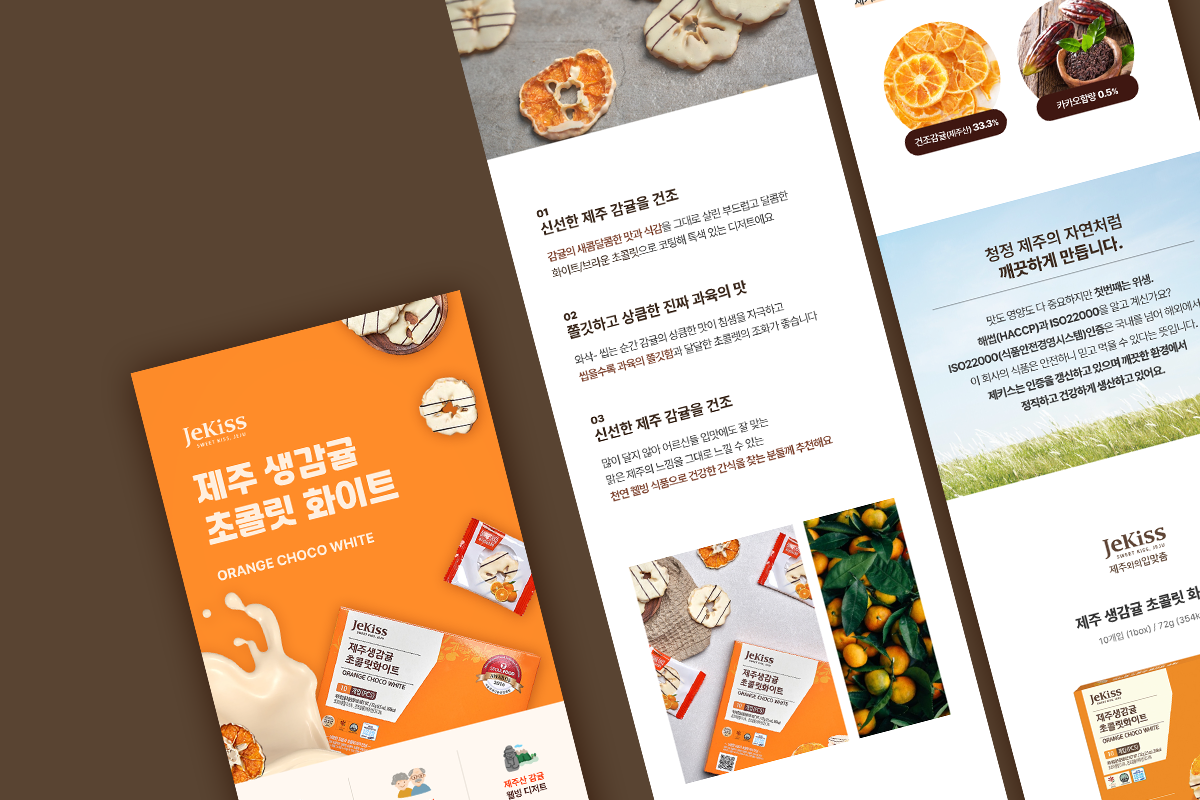 JeKiss
SWEET KISS, JEJU
제주 생감귤
초콜릿 화이트
ORANGE CHOCO WHITE
JeKiss
SWEET KISS, JEJU
제주생감귤
초콜릿화이트
ORANGE CHOCO WHITE
10 개입(PCS)
제주산 감귤
웰빙 디저트
01
신선한 제주 감귤을 건조
감귤의 새콤달콤한 맛과 식감을 그대로 살린 부드럽고 달콤한
화이트/브라운 초콜릿으로 코팅해 특색 있는 디저트에요
02
쫄깃하고 상큼한 진짜 과육의 맛
와삭- 씹는 순간 감귤의 상큼한 맛이 침샘을 자극하고
씹을수록 과육의 쫄깃함과 달달한 초콜렛의 조화가 좋습니다
03
신선한 제주 감귤을 건조
많이 달지 않아 어르신들 입맛에도 잘 맞는
맑은 제주의 느낌을 그대로 느낄 수 있는
천연 웰빙 식품으로 건강한 간식을 찾는 분들께 추천해요
JeKiss
제주생감귤
초콜릿화이트
ORANGE CHOCO WHITE
10 개입(PCS)
건조감귤(제주산) 33.3%
카카오함량 0.5%
청정 제주의 자연처럼
깨끗하게 만듭니다.
맛도 영양도 다 중요하지만 첫번째는 위생.
해썹(HACCP)과 ISO22000을 알고 계신가요?
ISO22000(식품안전경영시스템)인증은 국내를 넘어 해외에서
이 회사의 식품은 안전하니 믿고 먹을 수 있다는 뜻입니다.
제키스는 인증을 갱신하고 있으며 깨끗한 환경에서
정직하고 건강하게 생산하고 있어요.
JeKiss
SWEET KISS, JEJU
제주와의입맞춤
제주 생감귤 초콜릿 화
10개입 (1box) / 72g (354k
JeKiss
제주생감귤
초콜릿화이트
ORANGE CHOCO WHITE
10 개입(PCS)